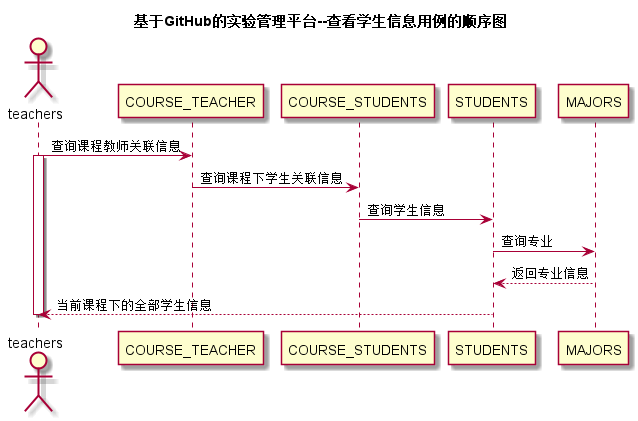 基于GitHub的实验管理平台--查看学生信息用例的顺序图
teachers
COURSE_TEACHER
COURSE_STUDENTS
STUDENTS
MAJORS
查询课程教师关联信息
查询课程下学生关联信息
查询学生信息
查询专业
返回专业信息
当前课程下的全部学生信息
teachers
COURSE_TEACHER
COURSE_STUDENTS
STUDENTS
MAJORS